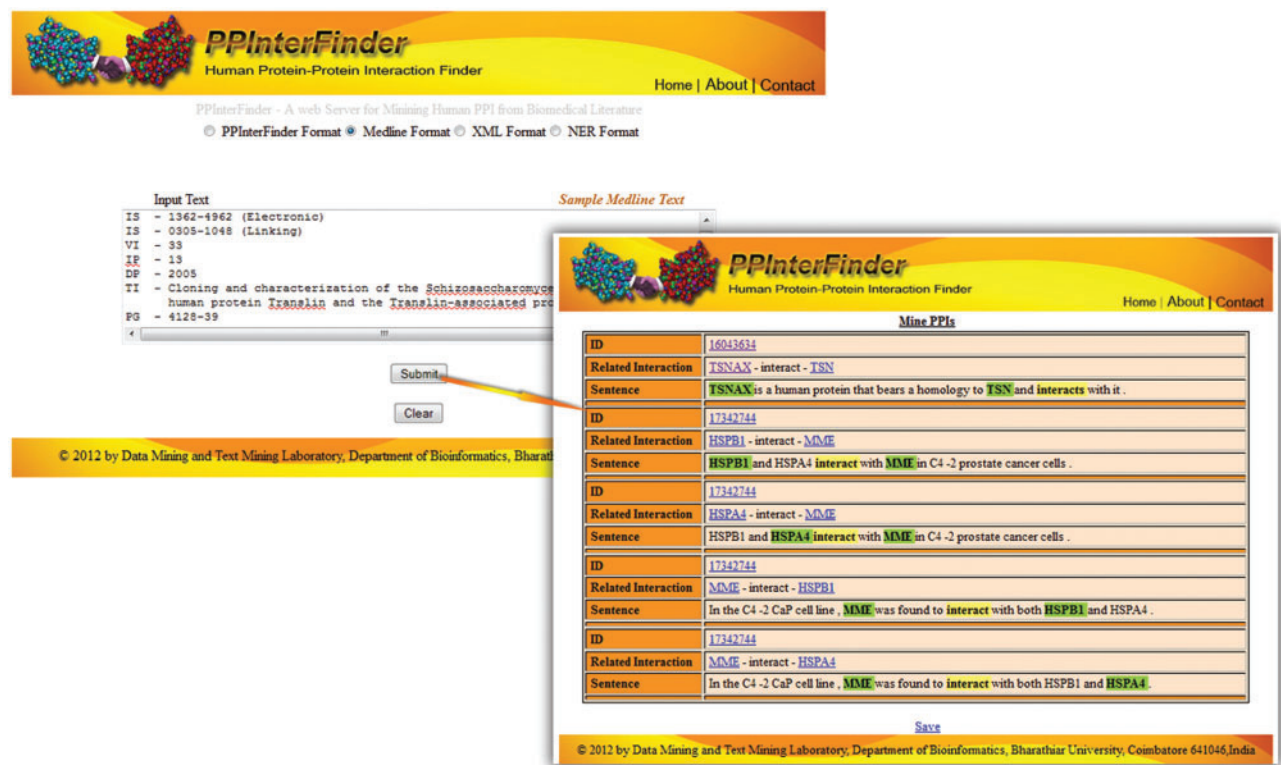 PPInterFinder
Human Protein-Protein Interaction Finder
Home | About | Contact
PPInterFinder - A web Server for Minining Human PPI from Biomedical Literature
PPInterFinder Format Medline Format XML Format NER Format
Input Text Sample Medline Text
IS - 1362-4962 (Electronic)
IS - 0305-1048 (Linking)
VI - 33
IP - 13
DP - 2005
TI - Cloning and characterization of the
human protein Translin and the Translin-associated
PG - 4128-39
Submit
Clear
© 2012 by Data Mining and Text Mining Laboratory, Department of Bioinformatics,
PPInterFinder
Human Protein-Protein Interaction Finder
Home | About | Contact
Mine PPIs
ID 16043634
Related Interaction TSNAX - interact - TSN
Sentence TSNAX is a human protein that bears a homology to TSN and interacts with it .
ID 17342744
Related Interaction HSPB1 - interact - MME
Sentence HSPB1 and HSPA4 interact with MME in C4 -2 prostate cancer cells .
ID 17342744
Related Interaction HSPA4 - interact - MME
Sentence HSPB1 and HSPA4 interact with MME in C4 -2 prostate cancer cells .
ID 17342744
Related Interaction MME - interact - HSPB1
Sentence In the C4 -2 CaP cell line , MME was found to interact with both HSPB1 and HSPA4 .
ID 17342744
Related Interaction MME - interact - HSPA4
Sentence In the C4 -2 CaP cell line , MME was found to interact with both HSPB1 and HSPA4 .
Save
© 2012 by Data Mining and Text Mining Laboratory, Department of Bioinformatics, Bharathiar University, Coimbatore 641046,India